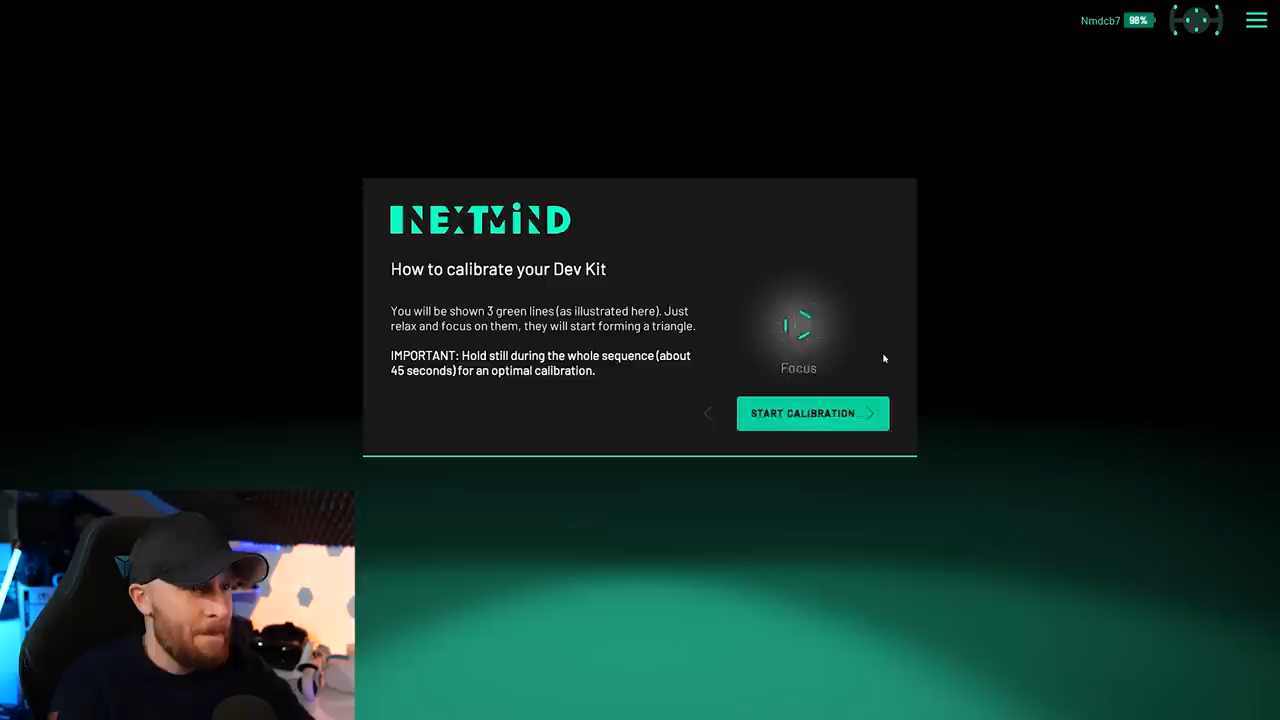 Nmdcb7 98%
NEXTMiND
How to calibrate your Dev Kit
You will be shown 3 green lines (as illustrated here). Just
relax and focus on them, they will start forming a triangle.
IMPORTANT: Hold still during the whole sequence (about
45 seconds) for an optimal calibration.
Focus
START CALIBRATION